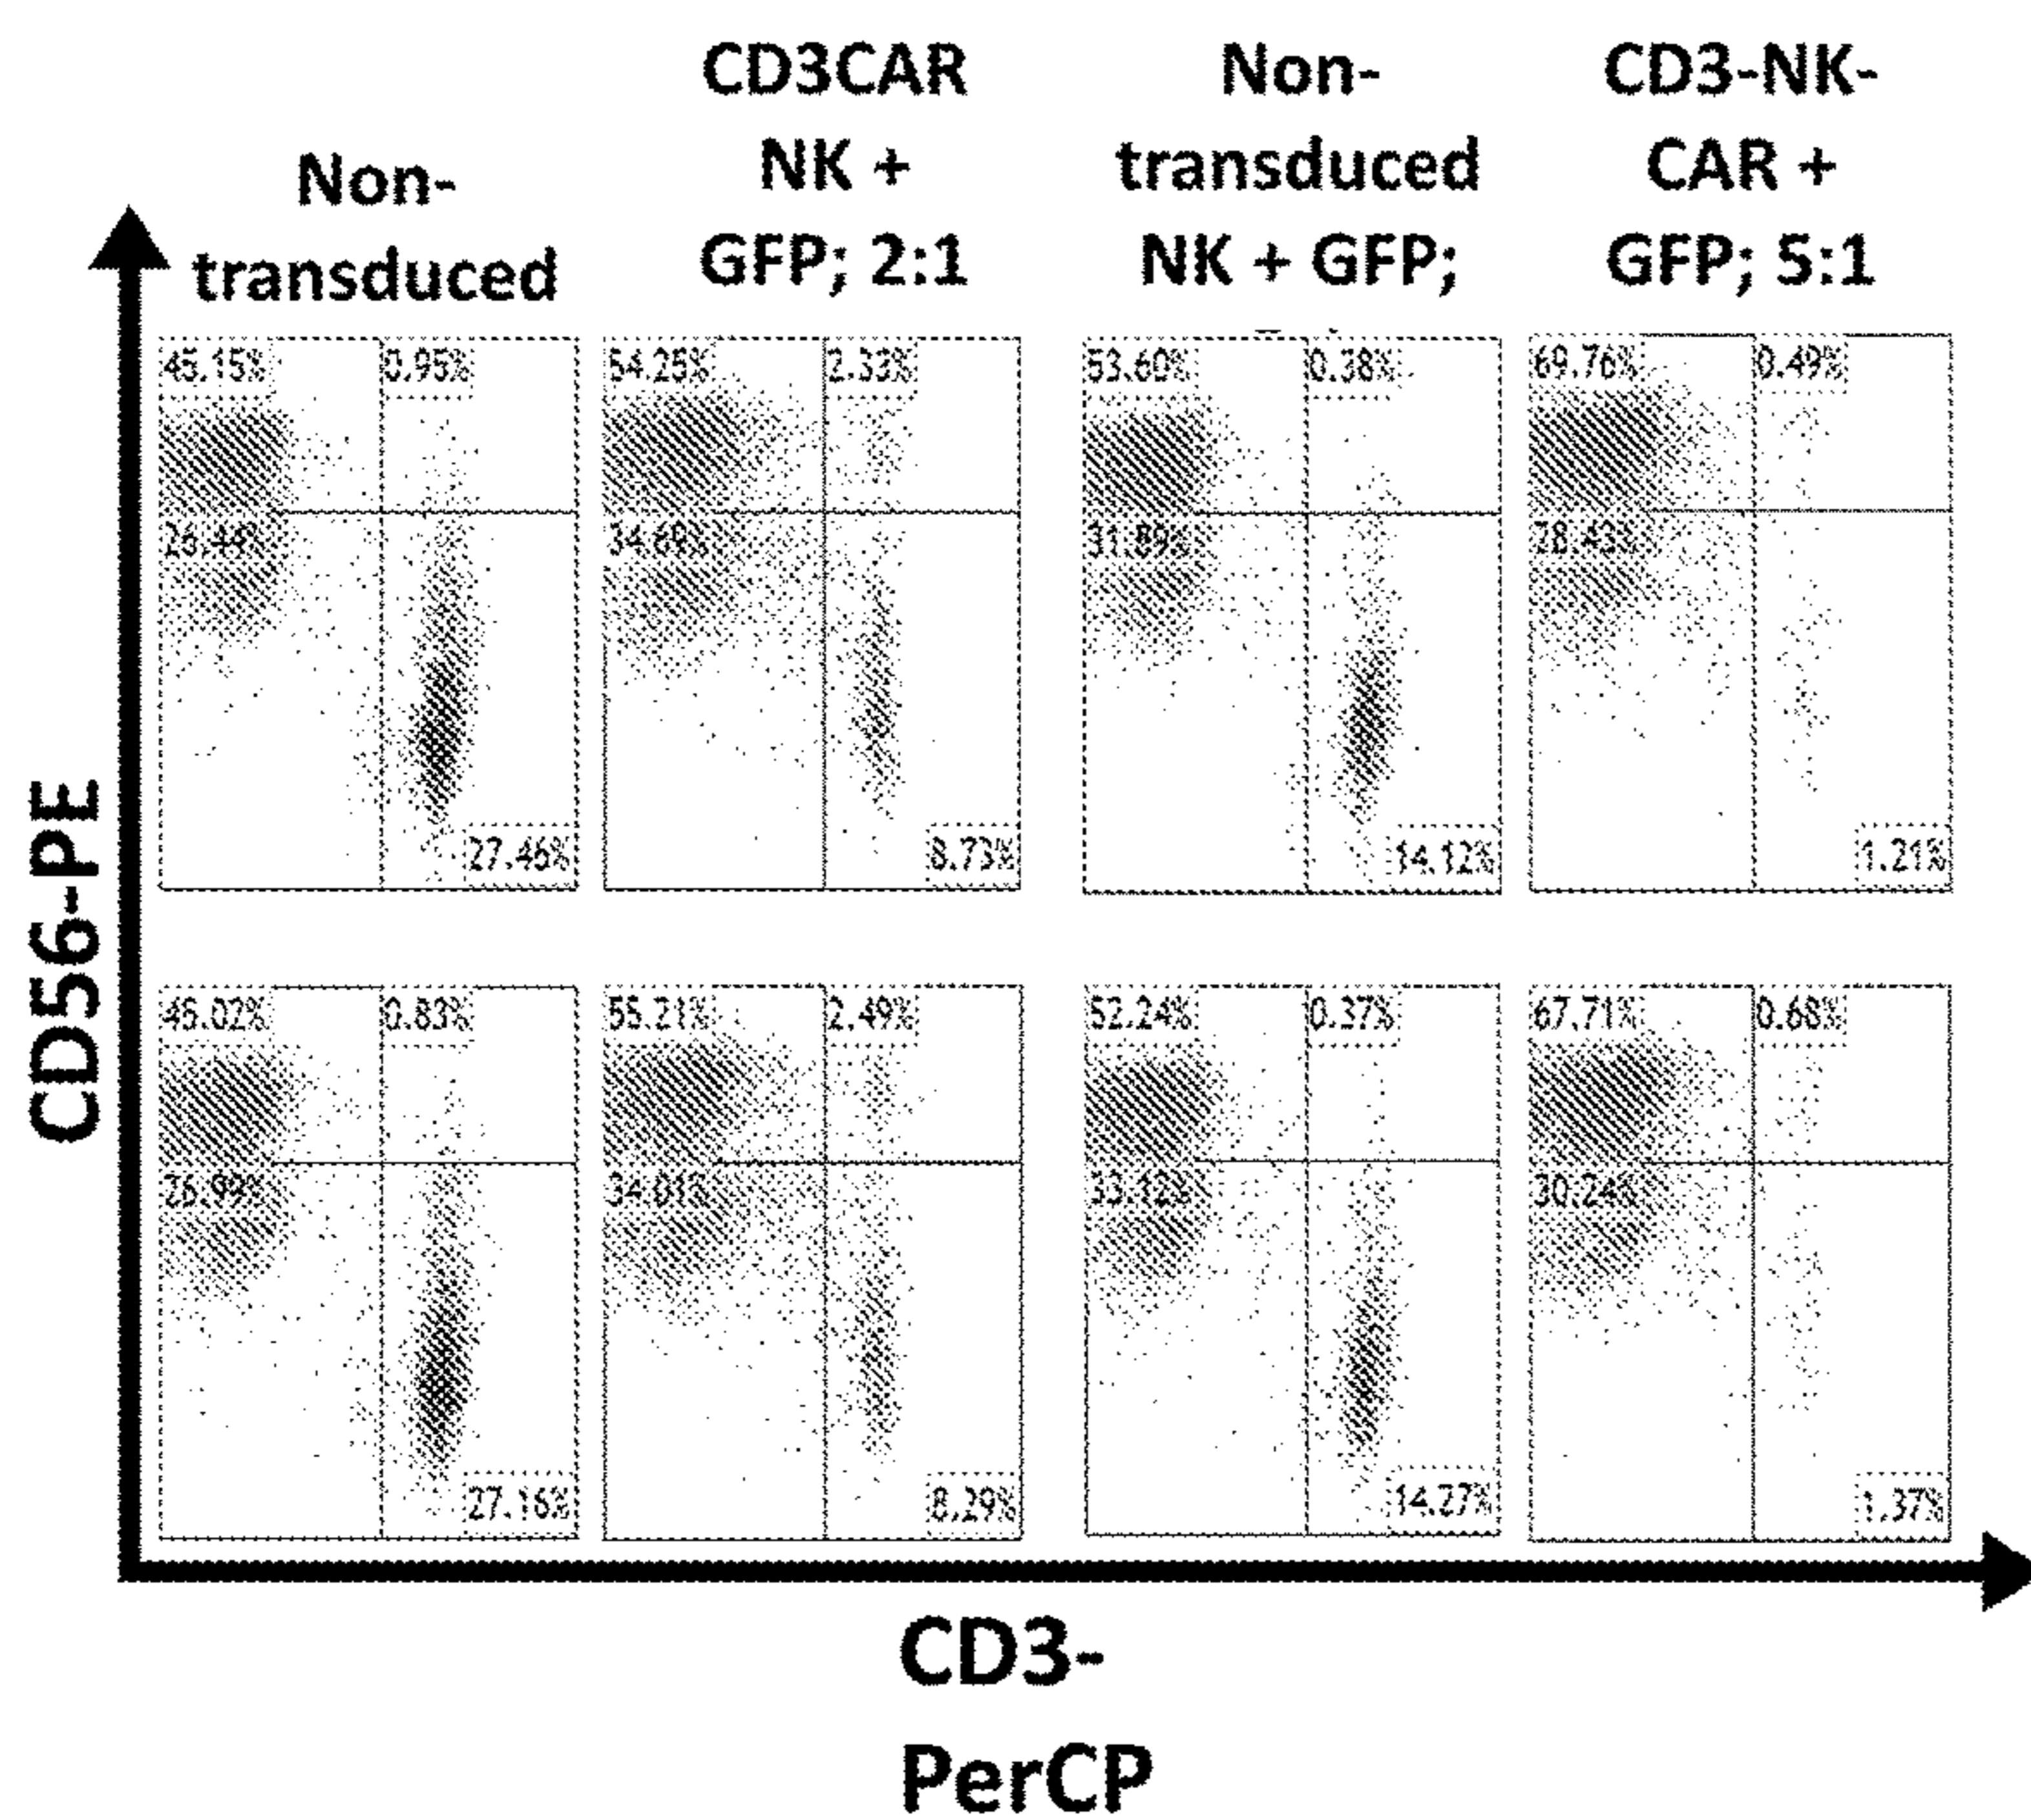 Non-
transduced
CD3CAR
NK +
GFP; 2:1
Non-
transduced
NK + GFP;
CD3-NK-
CAR +
GFP; 5:1
CD56-PE
45.15% 0.95%
26.44%
27.46%
54.25% 2.33%
34.69%
8.73%
53.60% 0.38%
31.89%
14.12%
69.76% 0.49%
28.43%
1.21%
45.02% 0.83%
26.99%
27.16%
55.21% 2.49%
34.01%
8.29%
52.24% 0.37%
33.12%
14.27%
67.71% 0.68%
30.24%
1.37%
CD3-
PerCP